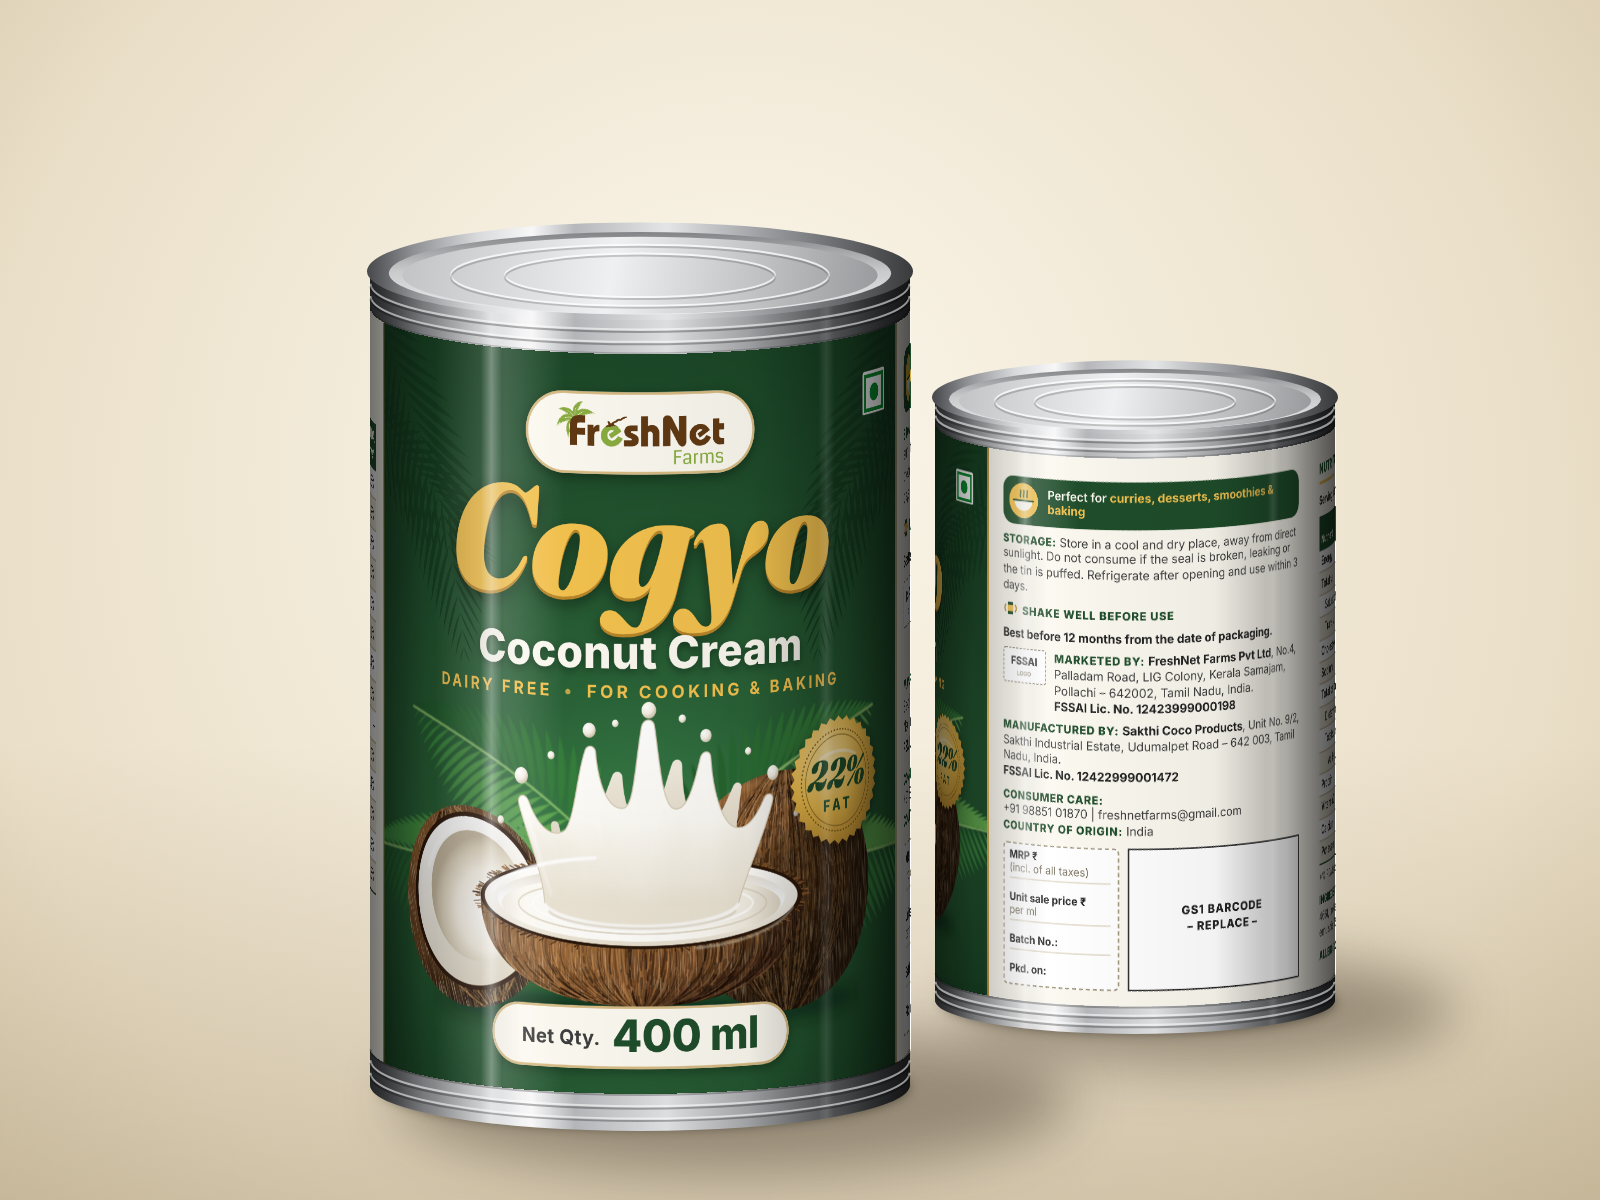 FreshNet
Farms
Cogyo
Coconut Cream
DAIRY FREE • FOR COOKING & BAKING
22%
FAT
Net Qty. 400 ml
Perfect for curries, desserts, smoothies &
baking
STORAGE: Store in a cool and dry place, away from direct
sunlight. Do not consume if the seal is broken, leaking or
the tin is puffed. Refrigerate after opening and use within 3
days.
SHAKE WELL BEFORE USE
Best before 12 months from the date of packaging.
FSSAI
LOGO
MARKETED BY: FreshNet Farms Pvt Ltd, No.4,
Palladam Road, LIG Colony, Kerala Samajam,
Pollachi – 642002, Tamil Nadu, India.
FSSAI Lic. No. 12423999000198
MANUFACTURED BY: Sakthi Coco Products, Unit No. 9/2,
Sakthi Industrial Estate, Udumalpet Road – 642 003, Tamil
Nadu, India.
FSSAI Lic. No. 12422999001472
CONSUMER CARE:
+91 98851 01870 | freshnetfarms@gmail.com
COUNTRY OF ORIGIN: India
MRP ₹
(incl. of all taxes)
Unit sale price ₹
per ml
Batch No.:
Pkd. on:
GS1 BARCODE
– REPLACE –
22%
FAT